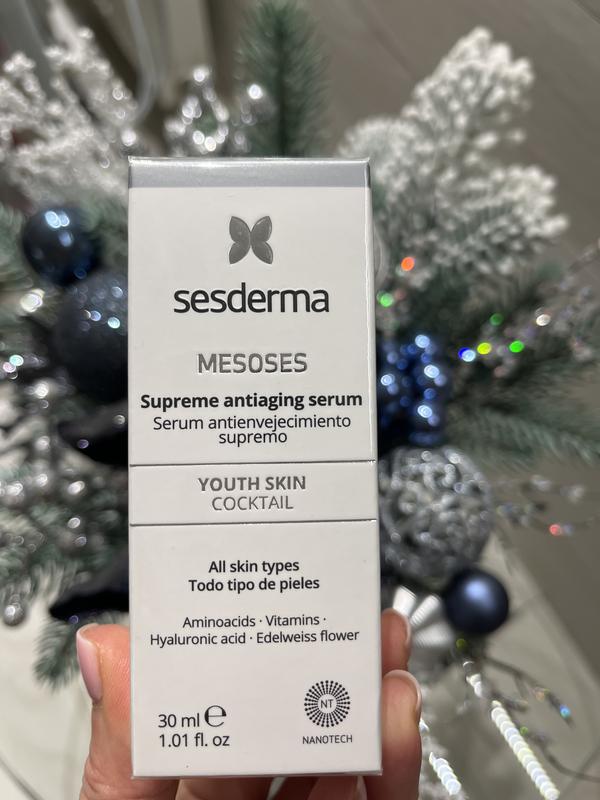 sesderma
MESOSES
Supreme antiaging serum
Serum antienvejecimiento
supremo
YOUTH SKIN
COCKTAIL
All skin types
Todo tipo de pieles
Aminoacids · Vitamins ·
Hyaluronic acid · Edelweiss flower
30 ml ℮
1.01 fl. oz
NT
NANOTECH